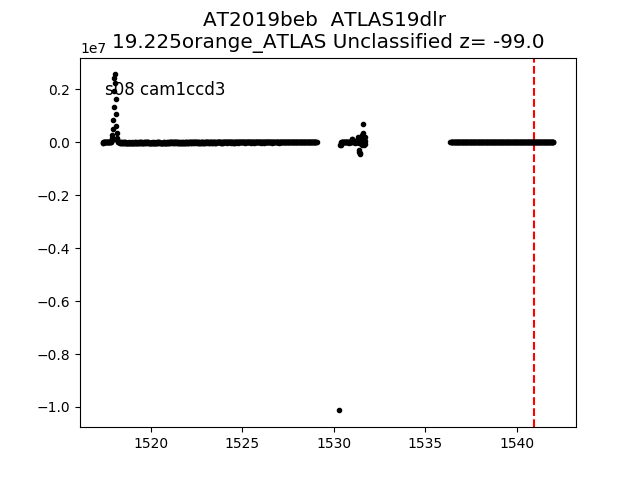 AT2019beb  ATLAS19dlr
19.225orange_ATLAS Unclassified z= -99.0
1e7
s08 cam1ccd3
0.2
0.0
−0.2
−0.4
−0.6
−0.8
−1.0
1520 1525 1530 1535 1540